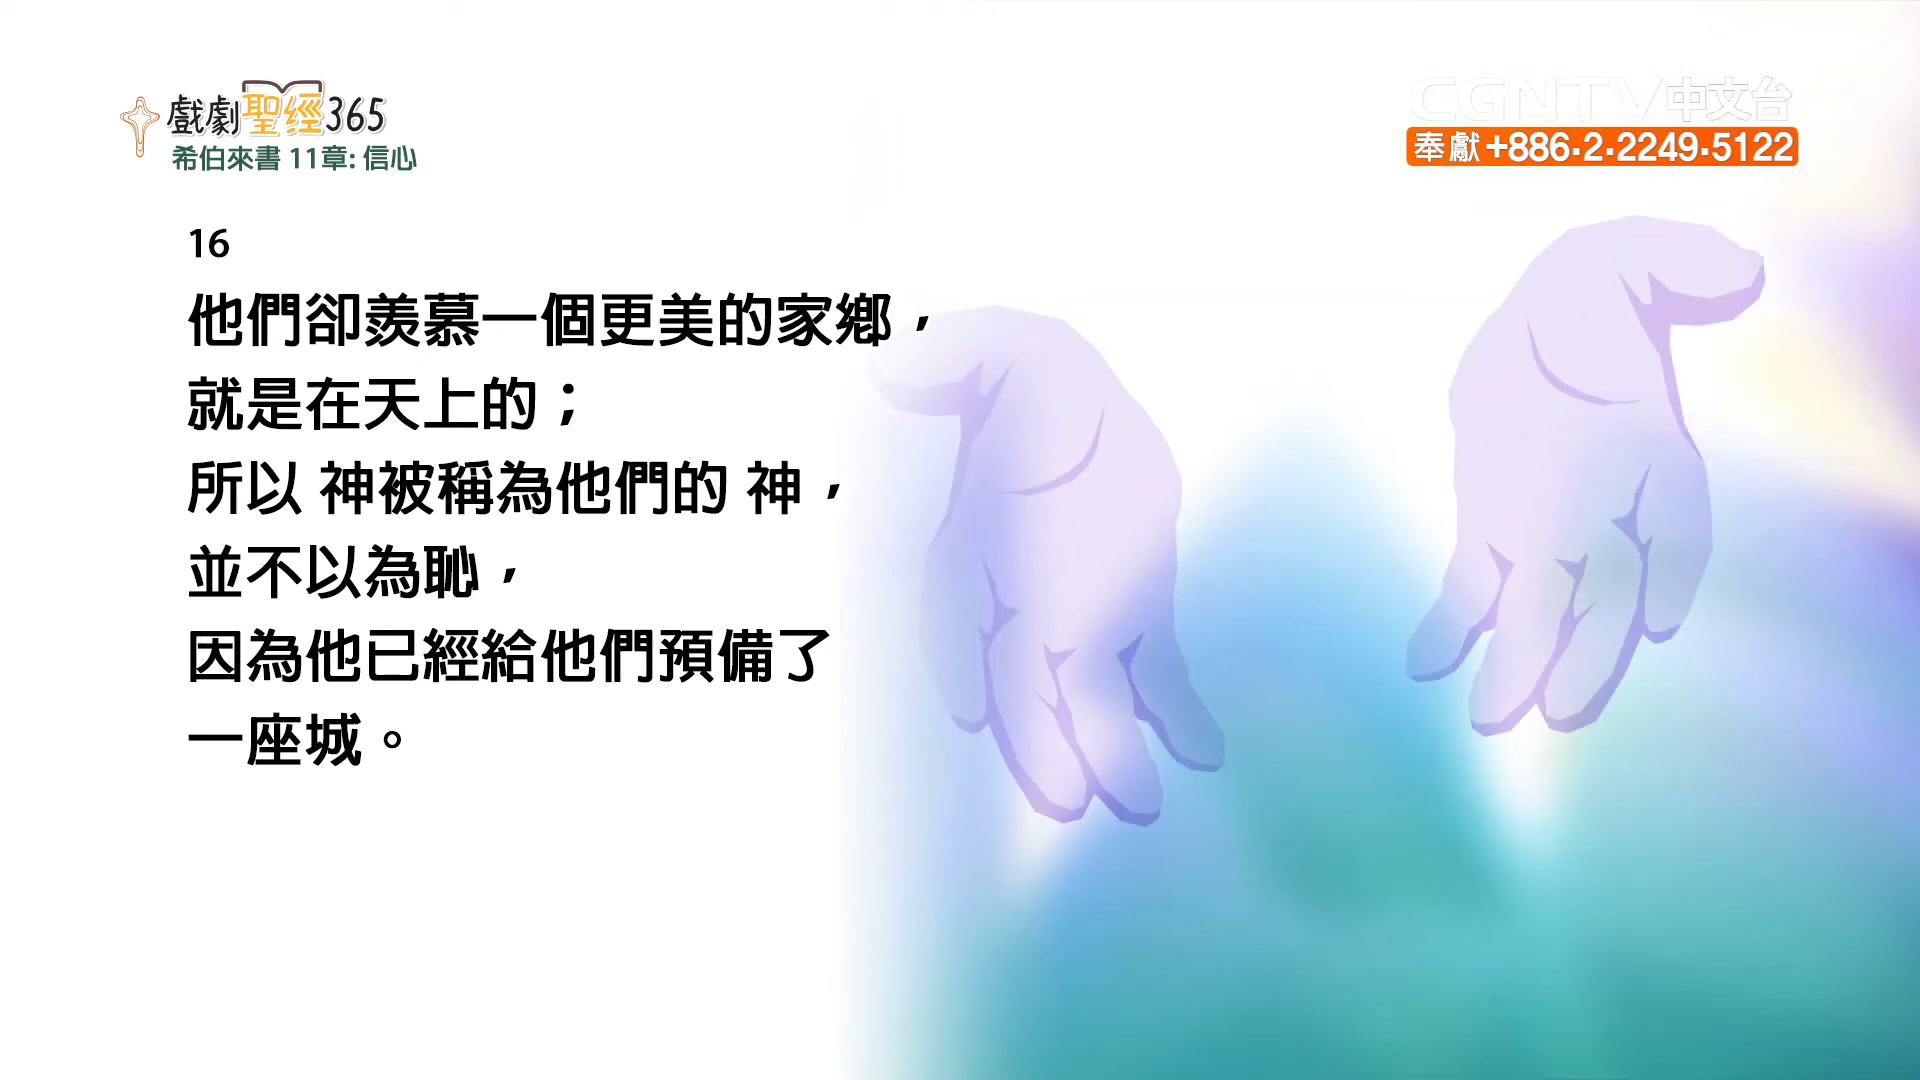 戲劇聖經365
希伯來書 11章: 信心
CGNTV中文台
奉獻 +886·2·2249·5122
16
他們卻羨慕一個更美的家鄉，
就是在天上的；
所以 神被稱為他們的 神，
並不以為恥，
因為他已經給他們預備了
一座城。